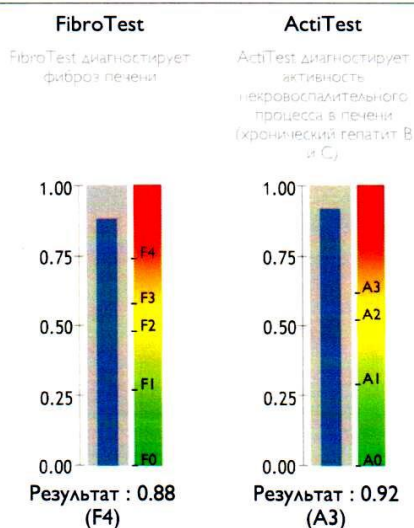 FibroTest
FibroTest диагностирует
фиброз печени
1.00
0.75
0.50
0.25
0.00
F4
F3
F2
F1
F0
Результат : 0.88
(F4)
ActiTest
ActiTest диагностирует
активность
некровоспалительного
процесса в печени
(хронический гепатит B
и C)
1.00
0.75
0.50
0.25
0.00
A3
A2
A1
A0
Результат : 0.92
(A3)